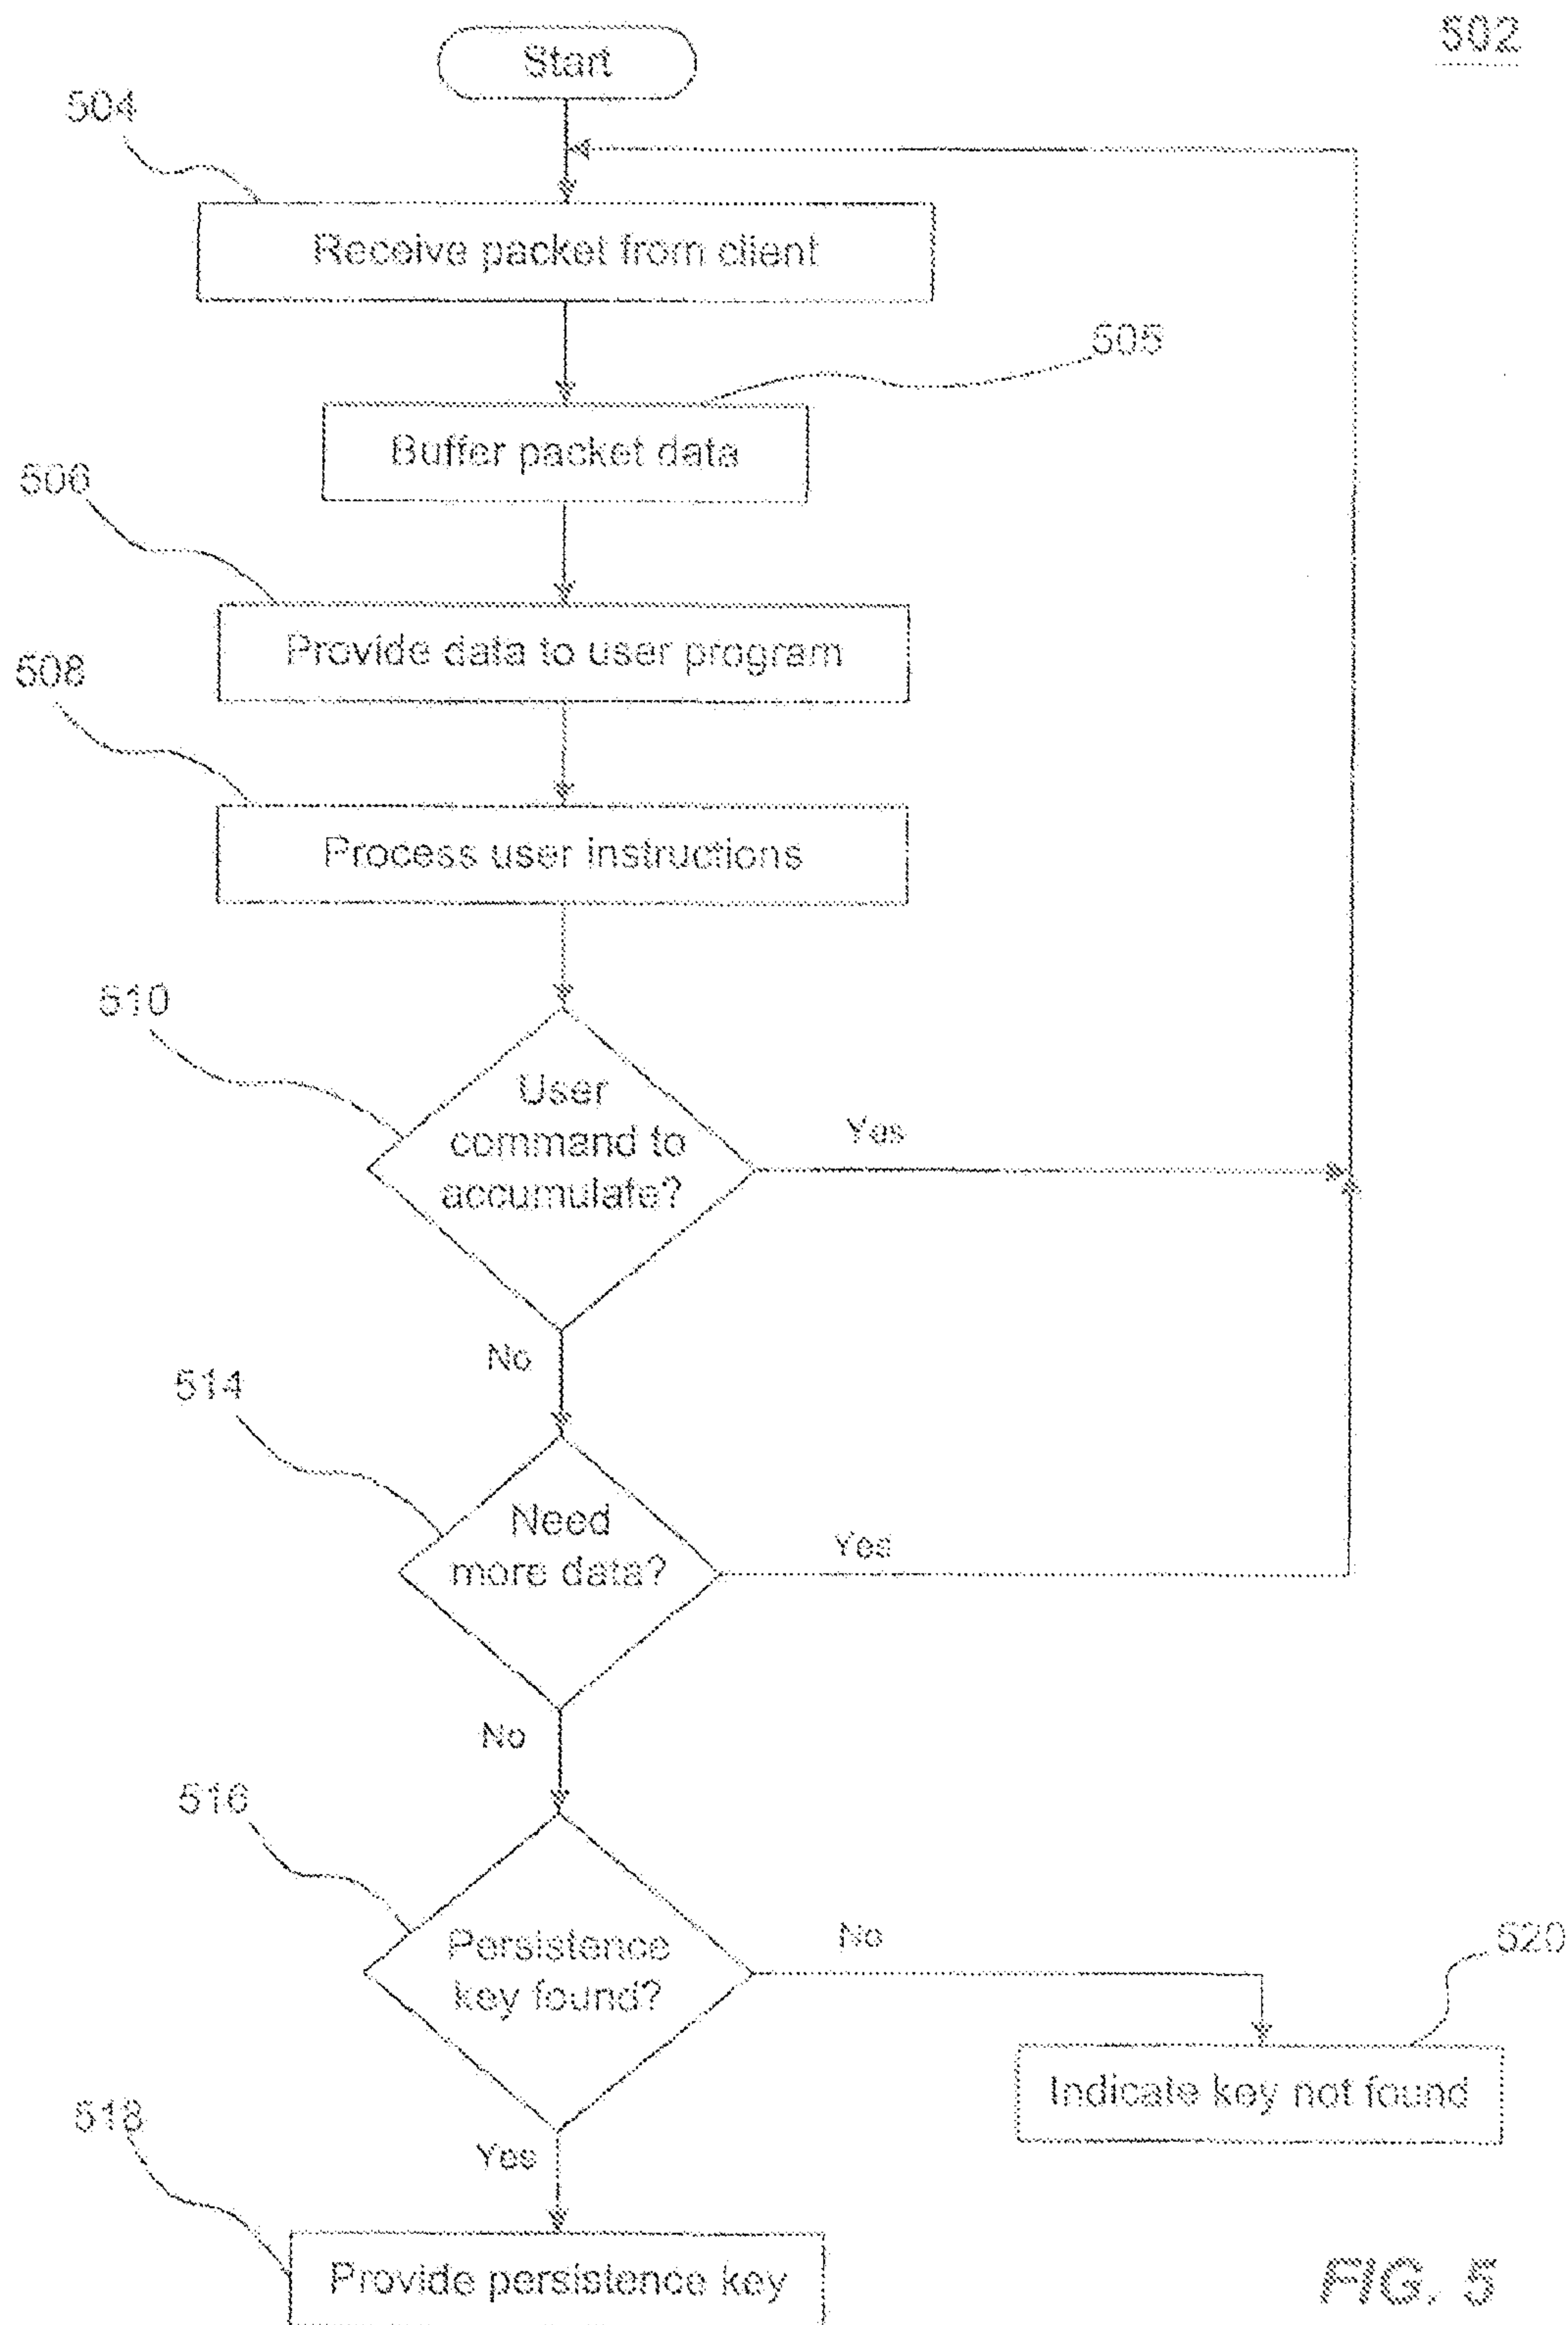 502
Start
504
Receive packet from client
505
Buffer packet data
506
Provide data to user program
508
Process user instructions
510
User
command to
accumulate?
Yes
No
514
Need
more data?
Yes
No
516
Persistence
key found?
No
520
Indicate key not found
518
Yes
Provide persistence key
FIG. 5